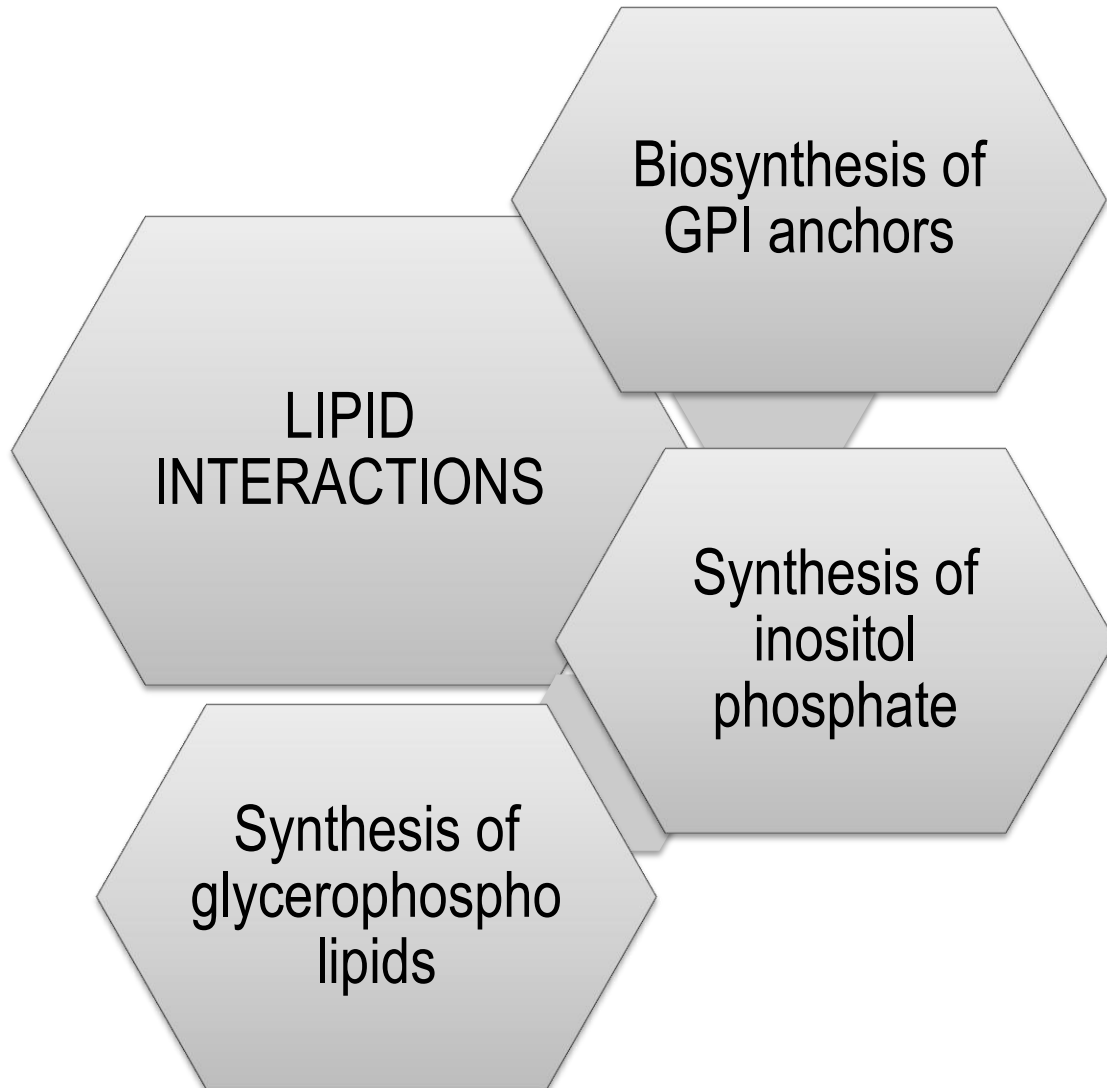 Biosynthesis of
GPI anchors
LIPID
INTERACTIONS
Synthesis of
inositol
phosphate
Synthesis of
glycerophospho
lipids